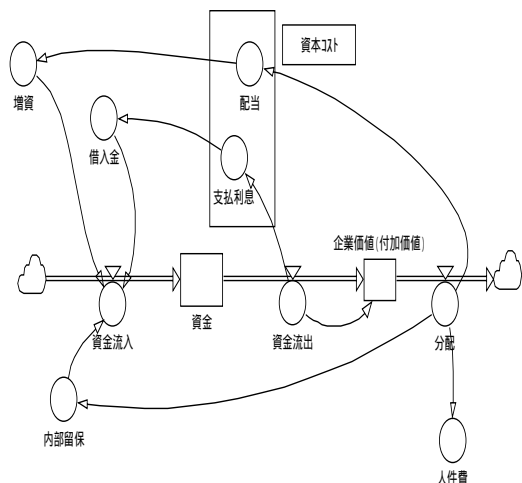 資本コスト
増資
配当
借入金
支払利息
企業価値(付加価値)
資金
資金流入
資金流出
分配
内部留保
人件費